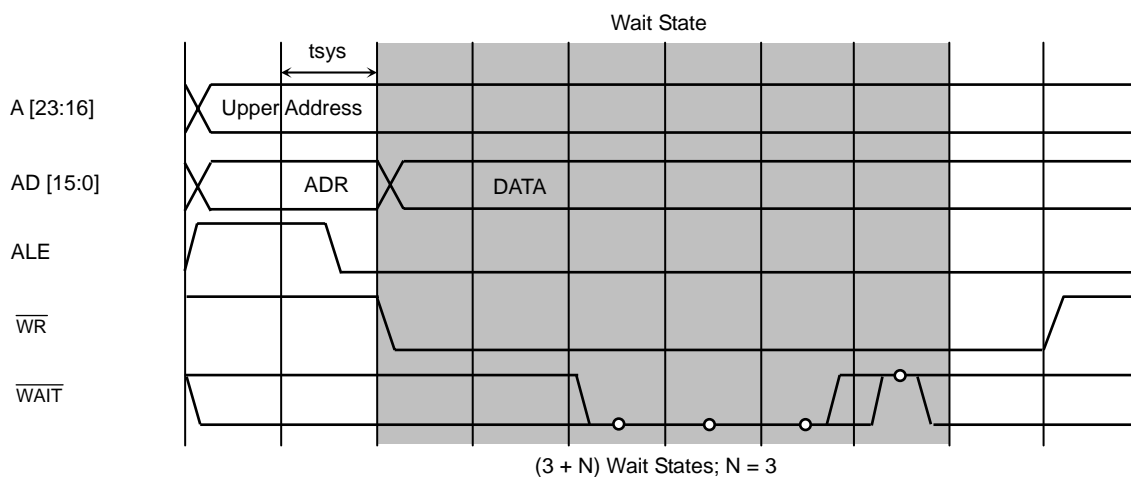 Wait State
tsys
A [23:16]
Upper Address
AD [15:0]
ADR
DATA
ALE
WR
WAIT
(3 + N) Wait States; N = 3